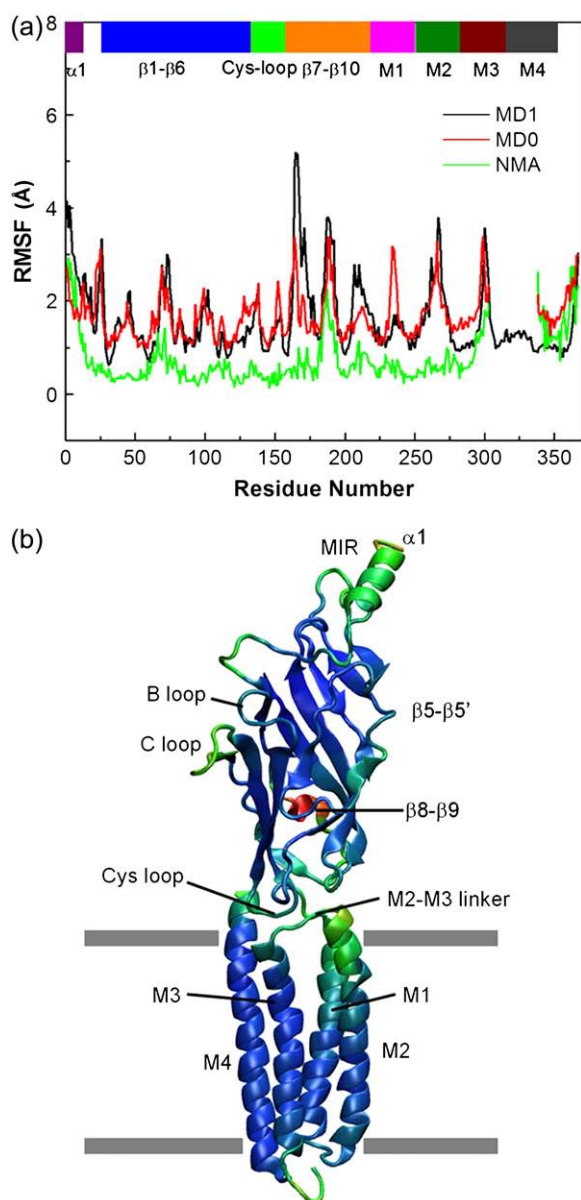 (a)
8
6
4
2
0
RMSF (Å)
α1
β1-β6
Cys-loop
β7-β10
M1
M2
M3
M4
MD1
MD0
NMA
0 50 100 150 200 250 300 350
Residue Number
(b)
MIR
α1
B loop
β5-β5'
C loop
β8-β9
Cys loop
M2-M3 linker
M3
M1
M4
M2